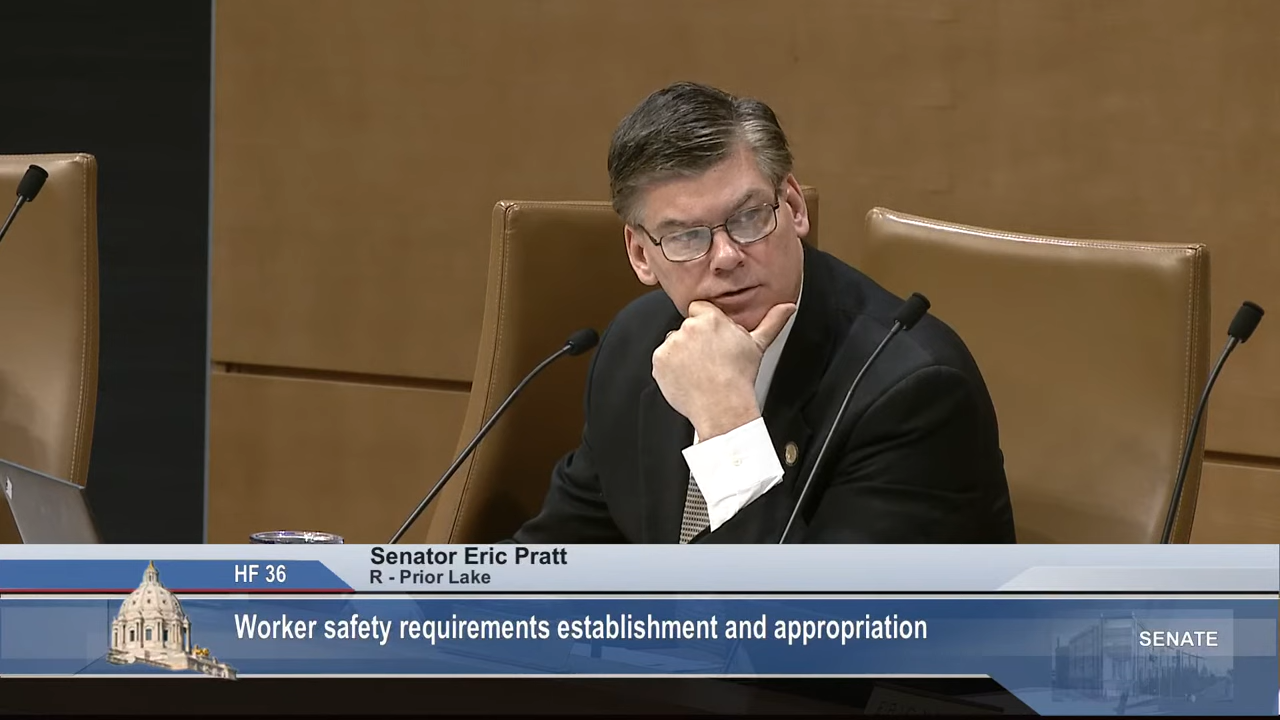 Senator Eric Pratt
HF 36
R - Prior Lake
Worker safety requirements establishment and appropriation
SENATE